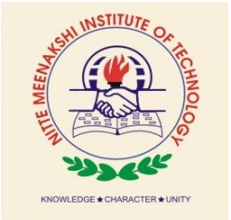 NITTE MEENAKSHI INSTITUTE OF TECHNOLOGY
KNOWLEDGE ★ CHARACTER ★ UNITY